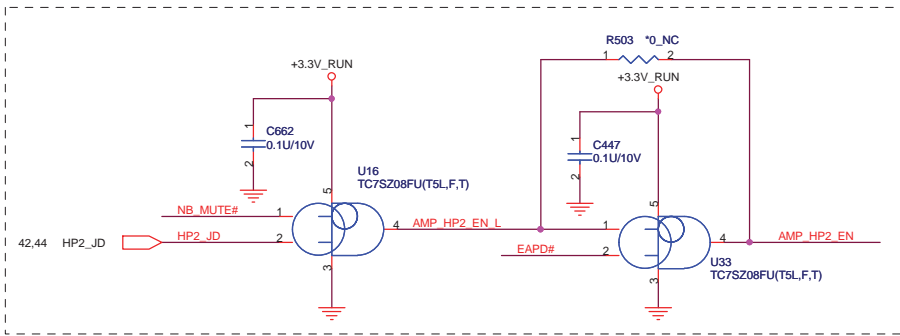 R503 *0_NC
1 2
+3.3V_RUN
+3.3V_RUN
1
C662
0.1U/10V
2
1
C447
0.1U/10V
2
U16
TC7SZ08FU(T5L,F,T)
5
NB_MUTE# 1
4 AMP_HP2_EN_L
42,44 HP2_JD
HP2_JD 2
3
5
1
EAPD# 2
4 AMP_HP2_EN
3
U33
TC7SZ08FU(T5L,F,T)